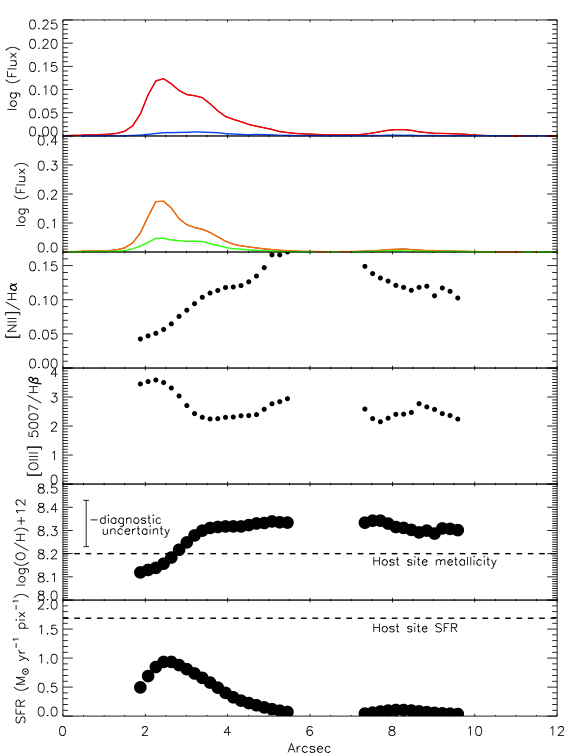 0.25
0.20
0.15
0.10
0.05
0.00
log (Flux)
0.4
0.3
0.2
0.1
0.0
log (Flux)
0.15
0.10
0.05
0.00
[NII]/Hα
4
3
2
1
0
[OIII] 5007/Hβ
8.5
8.4
8.3
8.2
8.1
8.0
log(O/H)+12
diagnostic
uncertainty
Host site metallicity
2.0
1.5
1.0
0.5
0.0
SFR (M⊙ yr⁻¹ pix⁻¹)
Host site SFR
0 2 4 6 8 10 12
Arcsec